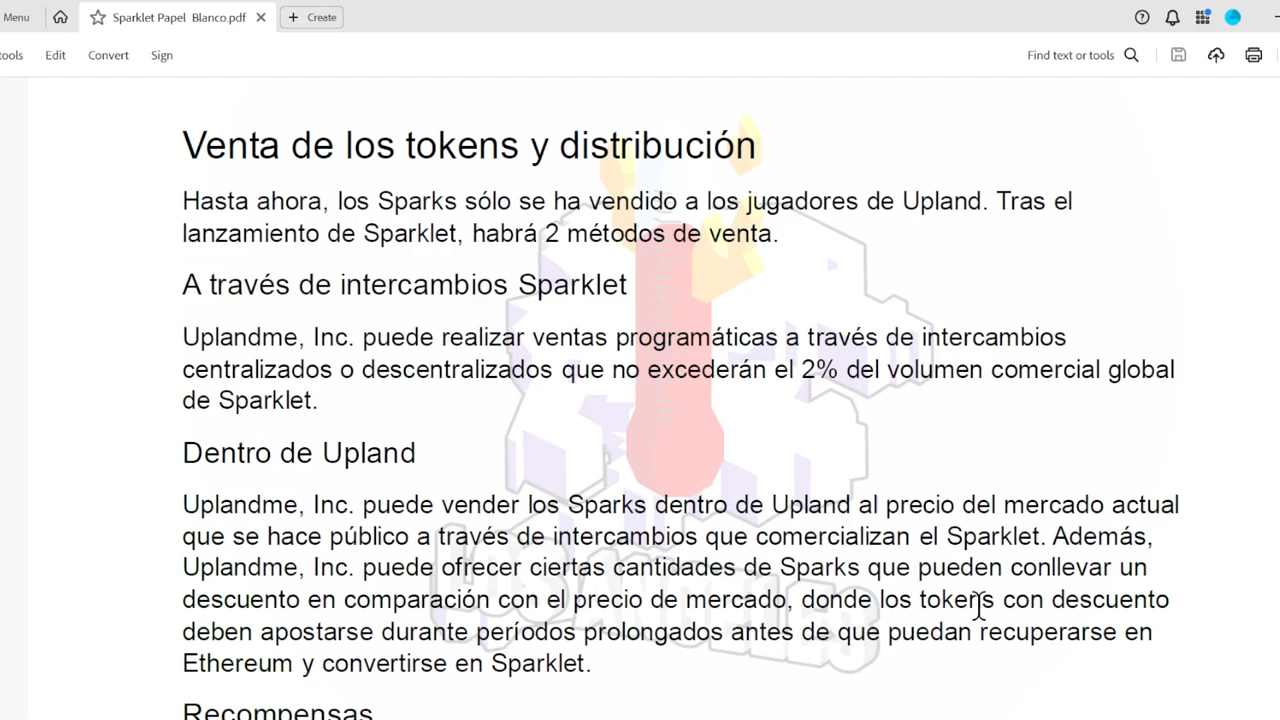 Menu
Sparklet Papel Blanco.pdf
Create
tools
Edit
Convert
Sign
Find text or tools
Venta de los tokens y distribución
Hasta ahora, los Sparks sólo se ha vendido a los jugadores de Upland. Tras el
lanzamiento de Sparklet, habrá 2 métodos de venta.
A través de intercambios Sparklet
Uplandme, Inc. puede realizar ventas programáticas a través de intercambios
centralizados o descentralizados que no excederán el 2% del volumen comercial global
de Sparklet.
Dentro de Upland
Uplandme, Inc. puede vender los Sparks dentro de Upland al precio del mercado actual
que se hace público a través de intercambios que comercializan el Sparklet. Además,
Uplandme, Inc. puede ofrecer ciertas cantidades de Sparks que pueden conllevar un
descuento en comparación con el precio de mercado, donde los tokens con descuento
deben apostarse durante períodos prolongados antes de que puedan recuperarse en
Ethereum y convertirse en Sparklet.
LOS ANGELES
Recompensas